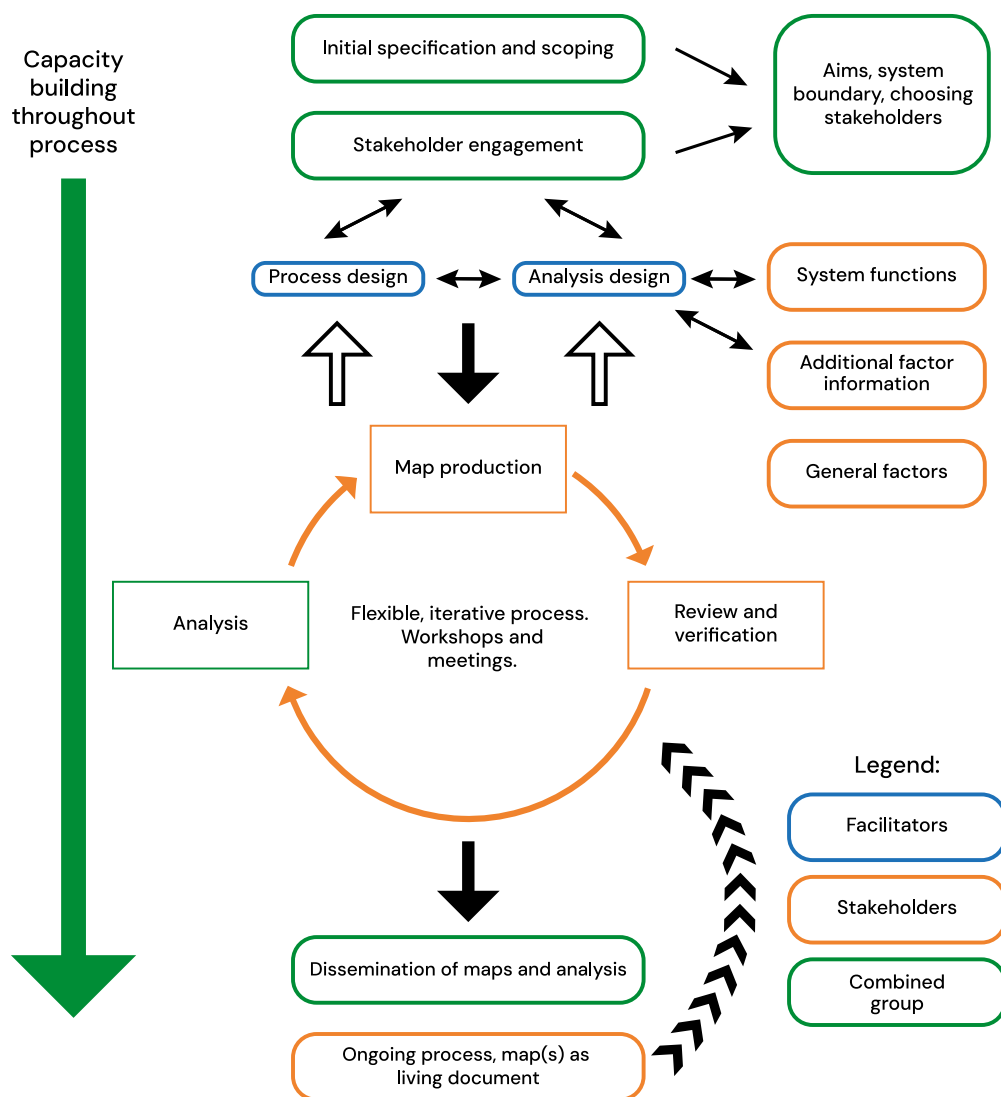 Capacity
building
throughout
process
Initial specification and scoping
Stakeholder engagement
Aims, system
boundary, choosing
stakeholders
Process design
Analysis design
System functions
Additional factor
information
General factors
Map production
Analysis
Flexible, iterative process.
Workshops and
meetings.
Review and
verification
Dissemination of maps and analysis
Ongoing process, map(s) as
living document
Legend:
Facilitators
Stakeholders
Combined
group